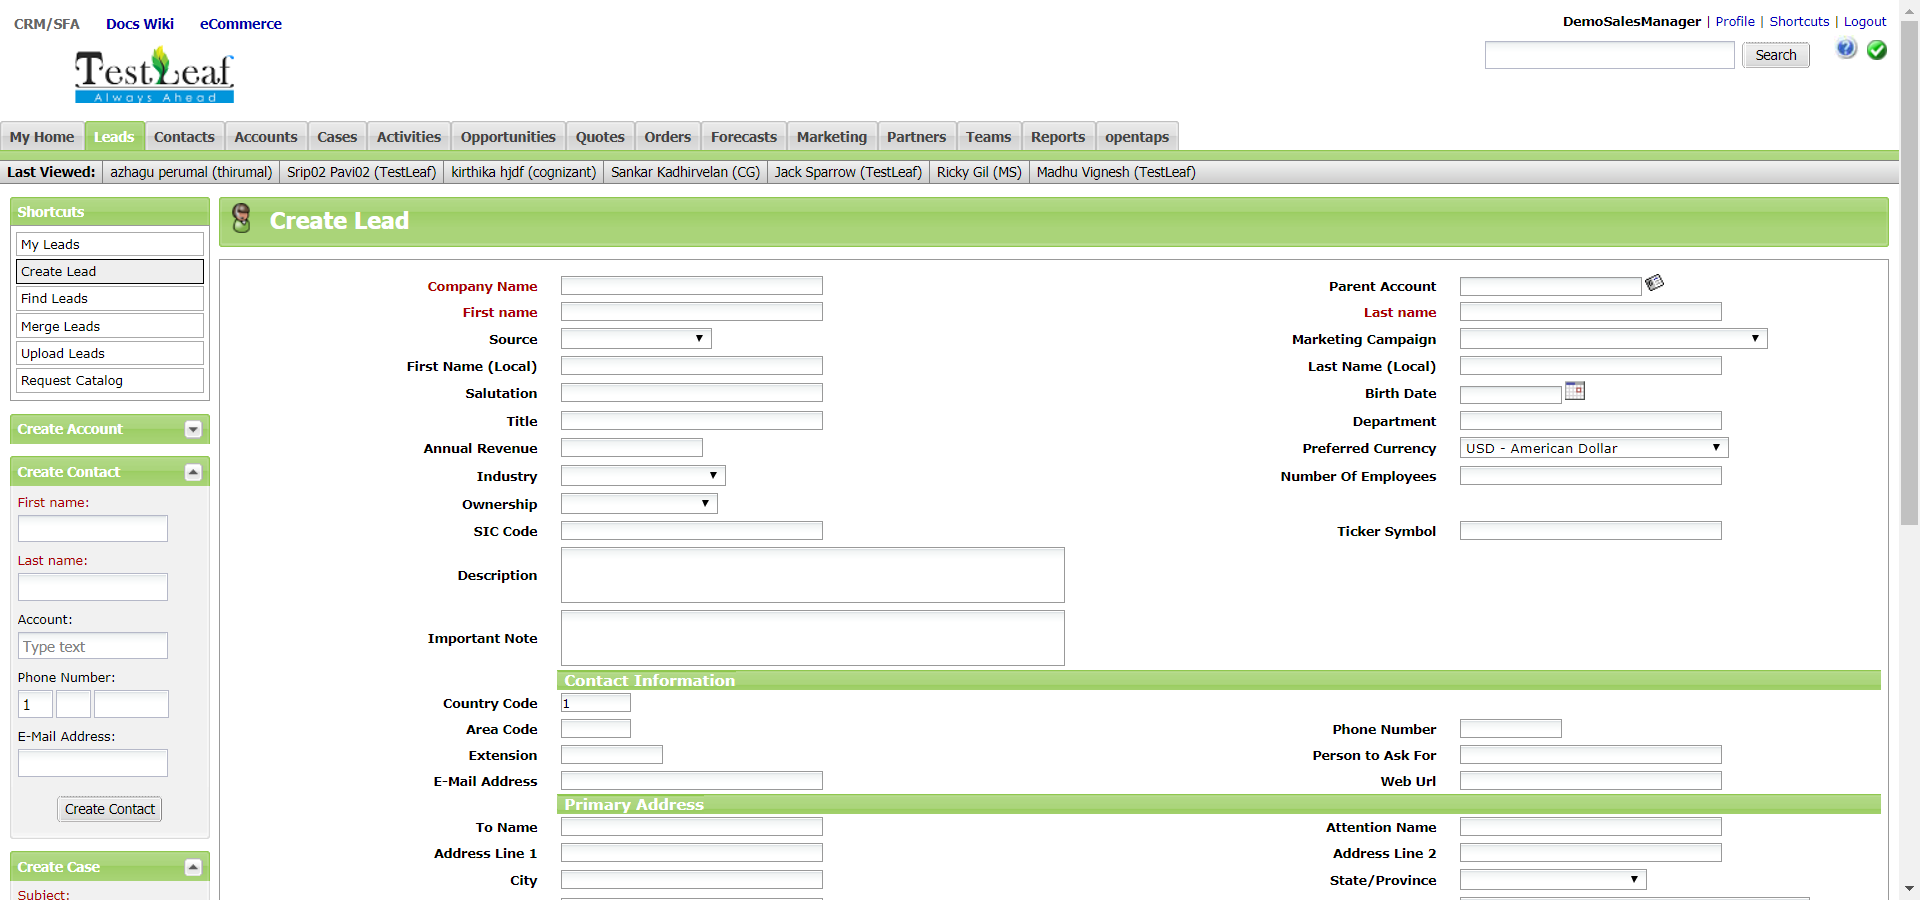 CRM/SFA Docs Wiki eCommerce
DemoSalesManager | Profile | Shortcuts | Logout
TestLeaf
Always Ahead
Search
My Home Leads Contacts Accounts Cases Activities Opportunities Quotes Orders Forecasts Marketing Partners Teams Reports opentaps
Last Viewed: azhagu perumal (thirumal) Srip02 Pavi02 (TestLeaf) kirthika hjdf (cognizant) Sankar Kadhirvelan (CG) Jack Sparrow (TestLeaf) Ricky Gil (MS) Madhu Vignesh (TestLeaf)
Shortcuts
My Leads
Create Lead
Find Leads
Merge Leads
Upload Leads
Request Catalog
Create Account
Create Contact
First name:
Last name:
Account:
Type text
Phone Number:
1
E-Mail Address:
Create Contact
Create Case
Subject:
Create Lead
Company Name Parent Account
First name Last name
Source Marketing Campaign
First Name (Local) Last Name (Local)
Salutation Birth Date
Title Department
Annual Revenue Preferred Currency USD - American Dollar
Industry Number Of Employees
Ownership
SIC Code Ticker Symbol
Description
Important Note
Contact Information
Country Code 1
Area Code Phone Number
Extension Person to Ask For
E-Mail Address Web Url
Primary Address
To Name Attention Name
Address Line 1 Address Line 2
City State/Province